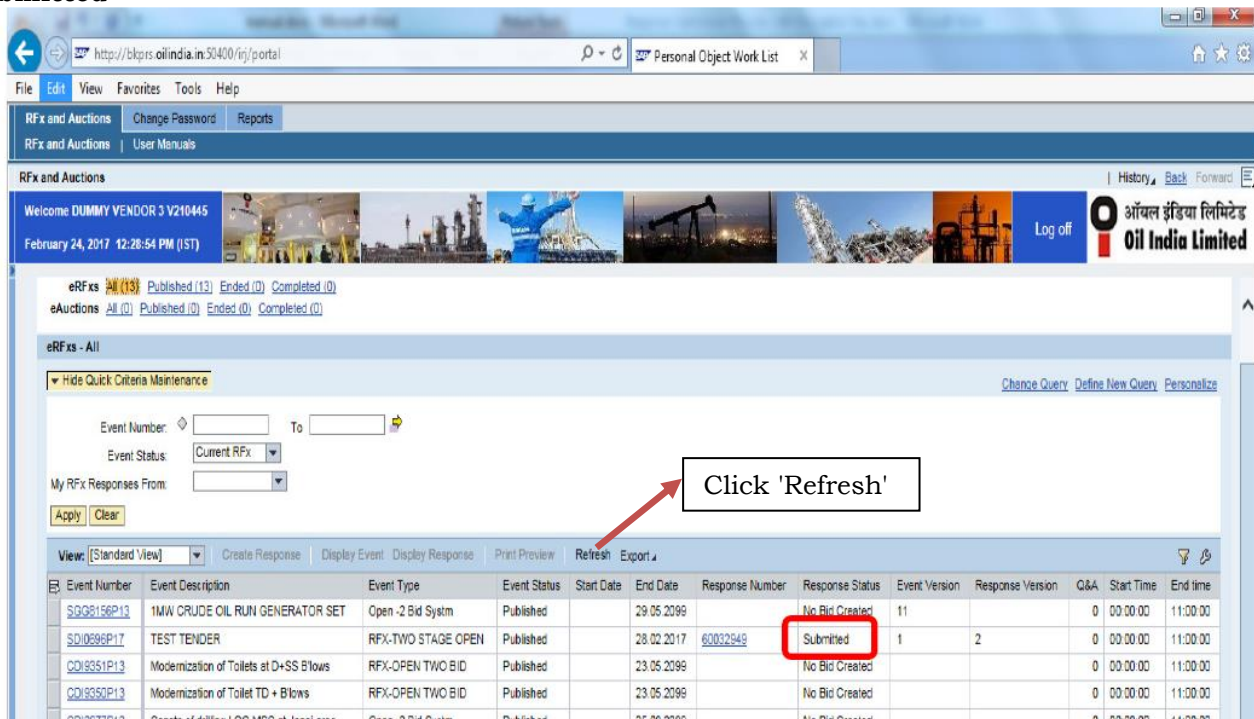 http://bkprs.oilindia.in:50400/irj/portal
Personal Object Work List
File Edit View Favorites Tools Help
RFx and Auctions Change Password Reports
RFx and Auctions | User Manuals
RFx and Auctions | History Back Forward
Welcome DUMMY VENDOR 3 V210445
February 24, 2017 12:28:54 PM (IST)
Log off
ऑयल इंडिया लिमिटेड
Oil India Limited
eRFxs All (13) Published (13) Ended (0) Completed (0)
eAuctions All (0) Published (0) Ended (0) Completed (0)
eRFxs - All
Hide Quick Criteria Maintenance Change Query Define New Query Personalize
Event Number: To
Event Status: Current RFx
My RFx Responses From:
Click 'Refresh'
Apply Clear
View: [Standard View] Create Response Display Event Display Response Print Preview Refresh Export
Event Number Event Description Event Type Event Status Start Date End Date Response Number Response Status Event Version Response Version Q&A Start Time End time
SGG8156P13 1MW CRUDE OIL RUN GENERATOR SET Open -2 Bid Systm Published 29.05.2099 No Bid Created 11 0 00:00:00 11:00:00
SDI0696P17 TEST TENDER RFX-TWO STAGE OPEN Published 28.02.2017 60032949 Submitted 1 2 0 00:00:00 11:00:00
CDI9351P13 Modernization of Toilets at D+SS B'lows RFX-OPEN TWO BID Published 23.05.2099 No Bid Created 0 00:00:00 11:00:00
CDI9350P13 Modernization of Toilet TD + B'lows RFX-OPEN TWO BID Published 23.05.2099 No Bid Created 0 00:00:00 11:00:00